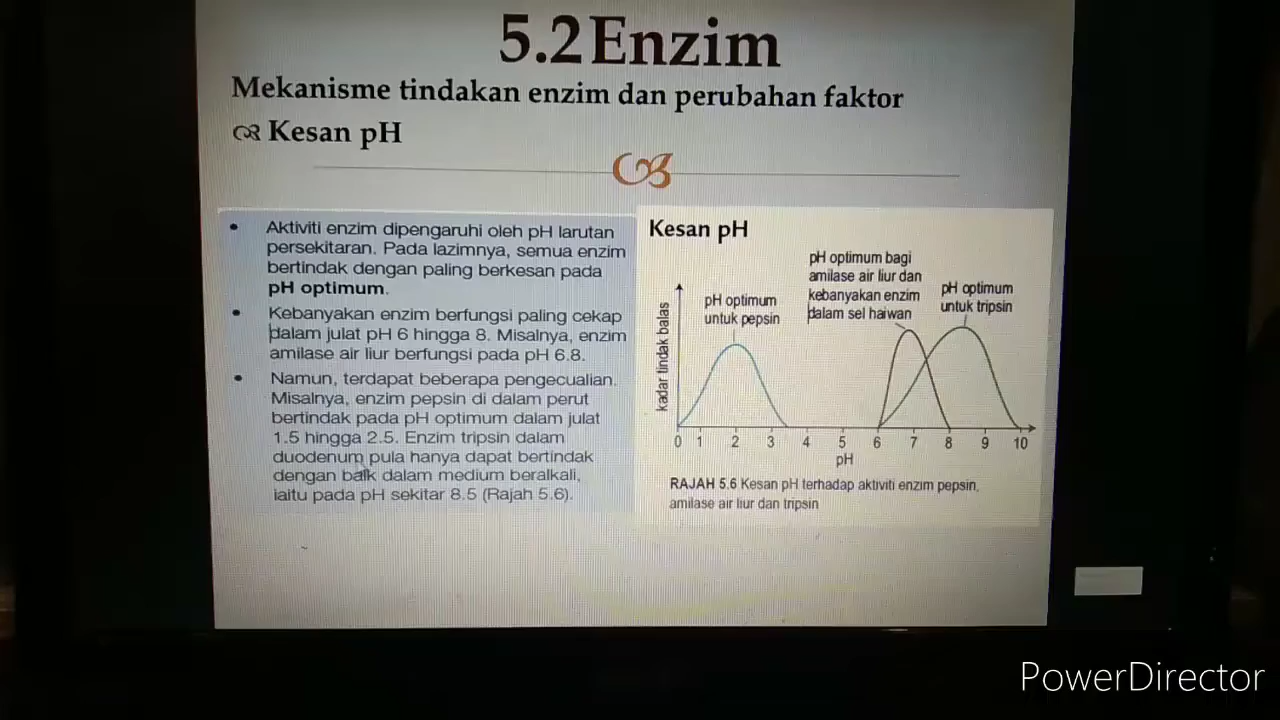 5.2Enzim
Mekanisme tindakan enzim dan perubahan faktor
Kesan pH
• Aktiviti enzim dipengaruhi oleh pH larutan
persekitaran. Pada lazimnya, semua enzim
bertindak dengan paling berkesan pada
pH optimum.
• Kebanyakan enzim berfungsi paling cekap
dalam julat pH 6 hingga 8. Misalnya, enzim
amilase air liur berfungsi pada pH 6.8.
• Namun, terdapat beberapa pengecualian.
Misalnya, enzim pepsin di dalam perut
bertindak pada pH optimum dalam julat
1.5 hingga 2.5. Enzim tripsin dalam
duodenum pula hanya dapat bertindak
dengan baik dalam medium beralkali,
iaitu pada pH sekitar 8.5 (Rajah 5.6).
Kesan pH
pH optimum bagi
amilase air liur dan
kebanyakan enzim
dalam sel haiwan
pH optimum
untuk pepsin
pH optimum
untuk tripsin
kadar tindak balas
0 1 2 3 4 5 6 7 8 9 10
pH
RAJAH 5.6 Kesan pH terhadap aktiviti enzim pepsin,
amilase air liur dan tripsin
PowerDirector